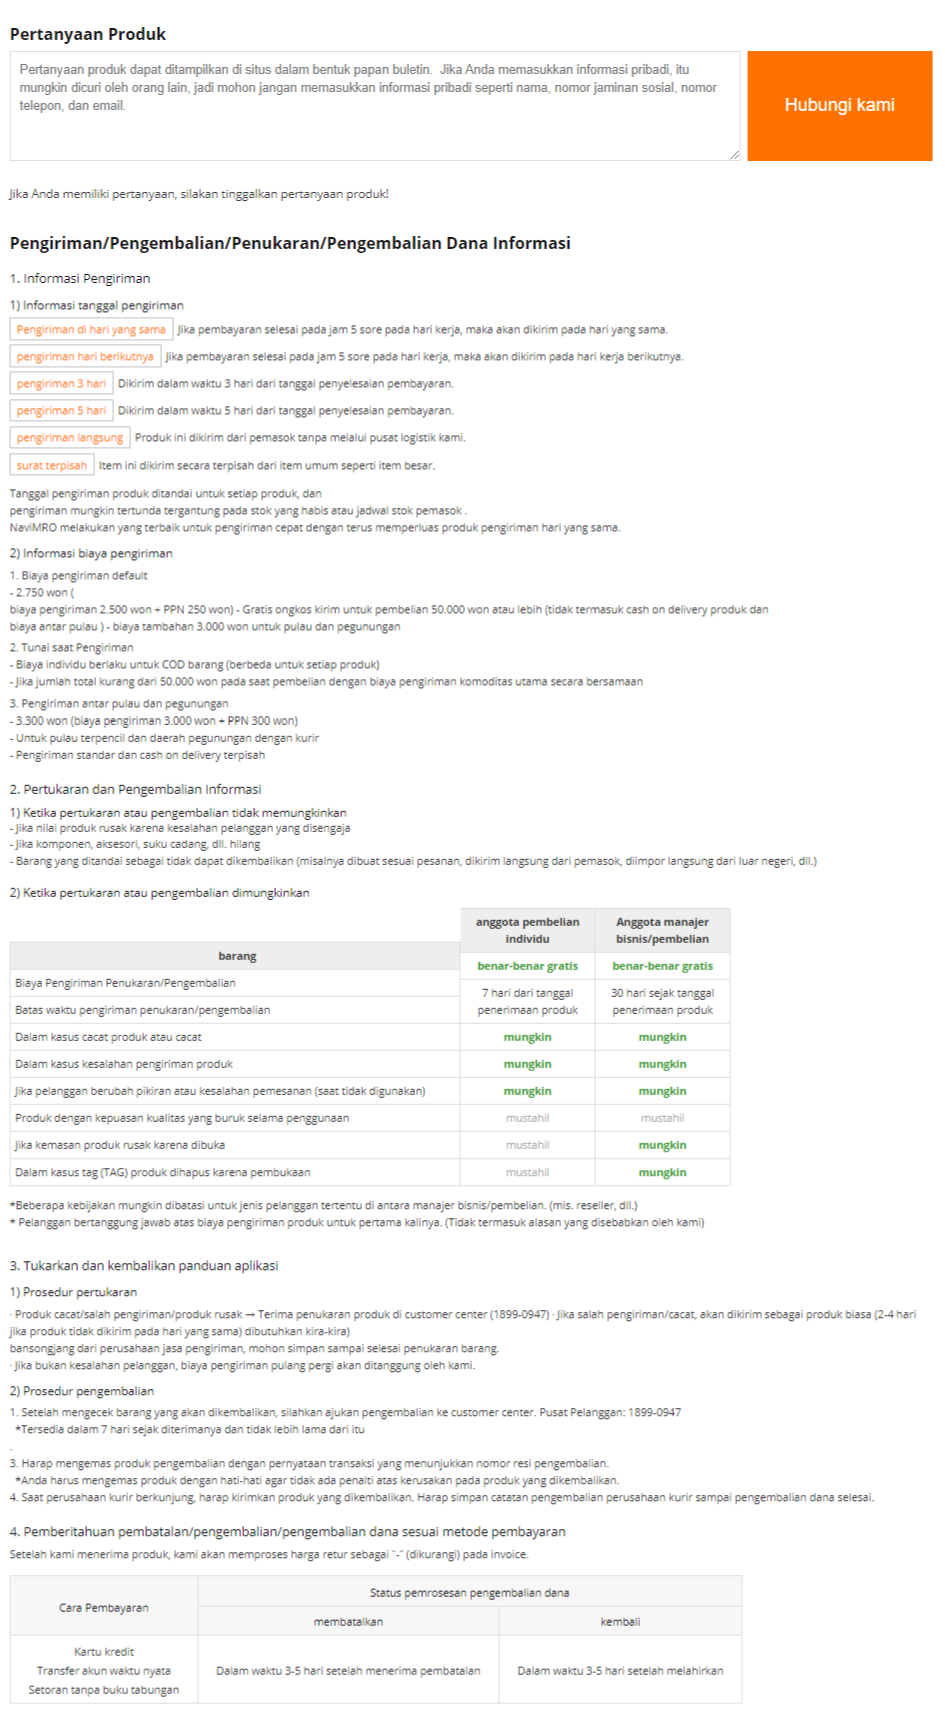 Pertanyaan Produk
Pertanyaan produk dapat ditampilkan di situs dalam bentuk papan buletin. Jika Anda memasukkan informasi pribadi, itu
mungkin dicuri oleh orang lain, jadi mohon jangan memasukkan informasi pribadi seperti nama, nomor jaminan sosial, nomor
telepon, dan email.
Hubungi kami
Jika Anda memiliki pertanyaan, silakan tinggalkan pertanyaan produk!
Pengiriman/Pengembalian/Penukaran/Pengembalian Dana Informasi
1. Informasi Pengiriman
1) Informasi tanggal pengiriman
Pengiriman di hari yang sama Jika pembayaran selesai pada jam 5 sore pada hari kerja, maka akan dikirim pada hari yang sama.
pengiriman hari berikutnya Jika pembayaran selesai pada jam 5 sore pada hari kerja, maka akan dikirim pada hari kerja berikutnya.
pengiriman 3 hari Dikirim dalam waktu 3 hari dari tanggal penyelesaian pembayaran.
pengiriman 5 hari Dikirim dalam waktu 5 hari dari tanggal penyelesaian pembayaran.
pengiriman langsung Produk ini dikirim dari pemasok tanpa melalui pusat logistik kami.
surat terpisah Item ini dikirim secara terpisah dari item umum seperti item besar.
Tanggal pengiriman produk ditandai untuk setiap produk, dan
pengiriman mungkin tertunda tergantung pada stok yang habis atau jadwal stok pemasok .
NaviMRO melakukan yang terbaik untuk pengiriman cepat dengan terus memperluas produk pengiriman hari yang sama.
2) Informasi biaya pengiriman
1. Biaya pengiriman default
- 2.750 won (
biaya pengiriman 2.500 won + PPN 250 won) - Gratis ongkos kirim untuk pembelian 50.000 won atau lebih (tidak termasuk cash on delivery produk dan
biaya antar pulau ) - biaya tambahan 3.000 won untuk pulau dan pegunungan
2. Tunai saat Pengiriman
- Biaya individu berlaku untuk COD barang (berbeda untuk setiap produk)
- Jika jumlah total kurang dari 50.000 won pada saat pembelian dengan biaya pengiriman komoditas utama secara bersamaan
3. Pengiriman antar pulau dan pegunungan
- 3.300 won (biaya pengiriman 3.000 won + PPN 300 won)
- Untuk pulau terpencil dan daerah pegunungan dengan kurir
- Pengiriman standar dan cash on delivery terpisah
2. Pertukaran dan Pengembalian Informasi
1) Ketika pertukaran atau pengembalian tidak memungkinkan
- Jika nilai produk rusak karena kesalahan pelanggan yang disengaja
- Jika komponen, aksesori, suku cadang, dll. hilang
- Barang yang ditandai sebagai tidak dapat dikembalikan (misalnya dibuat sesuai pesanan, dikirim langsung dari pemasok, diimpor langsung dari luar negeri, dll.)
2) Ketika pertukaran atau pengembalian dimungkinkan
anggota pembelian individu
Anggota manajer bisnis/pembelian
barang
benar-benar gratis benar-benar gratis
Biaya Pengiriman Penukaran/Pengembalian
7 hari dari tanggal penerimaan produk
30 hari sejak tanggal penerimaan produk
Batas waktu pengiriman penukaran/pengembalian
Dalam kasus cacat produk atau cacat mungkin mungkin
Dalam kasus kesalahan pengiriman produk mungkin mungkin
Jika pelanggan berubah pikiran atau kesalahan pemesanan (saat tidak digunakan) mungkin mungkin
Produk dengan kepuasan kualitas yang buruk selama penggunaan mustahil mustahil
Jika kemasan produk rusak karena dibuka mustahil mungkin
Dalam kasus tag (TAG) produk dihapus karena pembukaan mustahil mungkin
*Beberapa kebijakan mungkin dibatasi untuk jenis pelanggan tertentu di antara manajer bisnis/pembelian. (mis. reseller, dll.)
* Pelanggan bertanggung jawab atas biaya pengiriman produk untuk pertama kalinya. (Tidak termasuk alasan yang disebabkan oleh kami)
3. Tukarkan dan kembalikan panduan aplikasi
1) Prosedur pertukaran
· Produk cacat/salah pengiriman/produk rusak → Terima penukaran produk di customer center (1899-0947) · Jika salah pengiriman/cacat, akan dikirim sebagai produk biasa (2-4 hari
jika produk tidak dikirim pada hari yang sama) dibutuhkan kira-kira)
bansongjang dari perusahaan jasa pengiriman, mohon simpan sampai selesai penukaran barang.
· Jika bukan kesalahan pelanggan, biaya pengiriman pulang pergi akan ditanggung oleh kami.
2) Prosedur pengembalian
1. Setelah mengecek barang yang akan dikembalikan, silahkan ajukan pengembalian ke customer center. Pusat Pelanggan: 1899-0947
*Tersedia dalam 7 hari sejak diterimanya dan tidak lebih lama dari itu
.
3. Harap mengemas produk pengembalian dengan pernyataan transaksi yang menunjukkan nomor resi pengembalian.
*Anda harus mengemas produk dengan hati-hati agar tidak ada penalti atas kerusakan pada produk yang dikembalikan.
4. Saat perusahaan kurir berkunjung, harap kirimkan produk yang dikembalikan. Harap simpan catatan pengembalian perusahaan kurir sampai pengembalian dana selesai.
4. Pemberitahuan pembatalan/pengembalian/pengembalian dana sesuai metode pembayaran
Setelah kami menerima produk, kami akan memproses harga retur sebagai "-" (dikurangi) pada invoice.
Cara Pembayaran
Status pemrosesan pengembalian dana
membatalkan kembali
Kartu kredit
Transfer akun waktu nyata
Setoran tanpa buku tabungan
Dalam waktu 3-5 hari setelah menerima pembatalan
Dalam waktu 3-5 hari setelah melahirkan